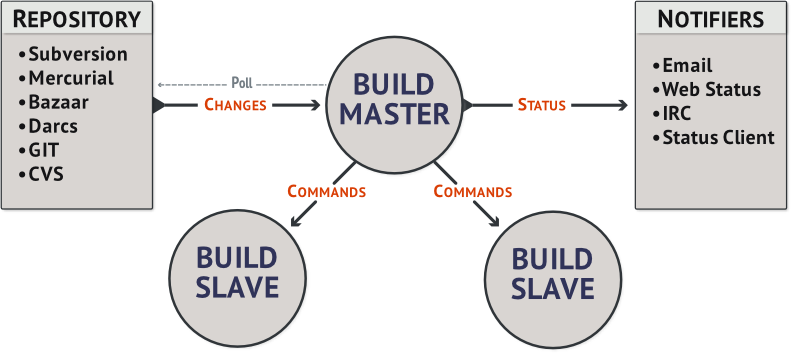 REPOSITORY
•Subversion
•Mercurial
•Bazaar
•Darcs
•GIT
•CVS
Poll
CHANGES
BUILD
MASTER
STATUS
NOTIFIERS
•Email
•Web Status
•IRC
•Status Client
COMMANDS
COMMANDS
BUILD
SLAVE
BUILD
SLAVE